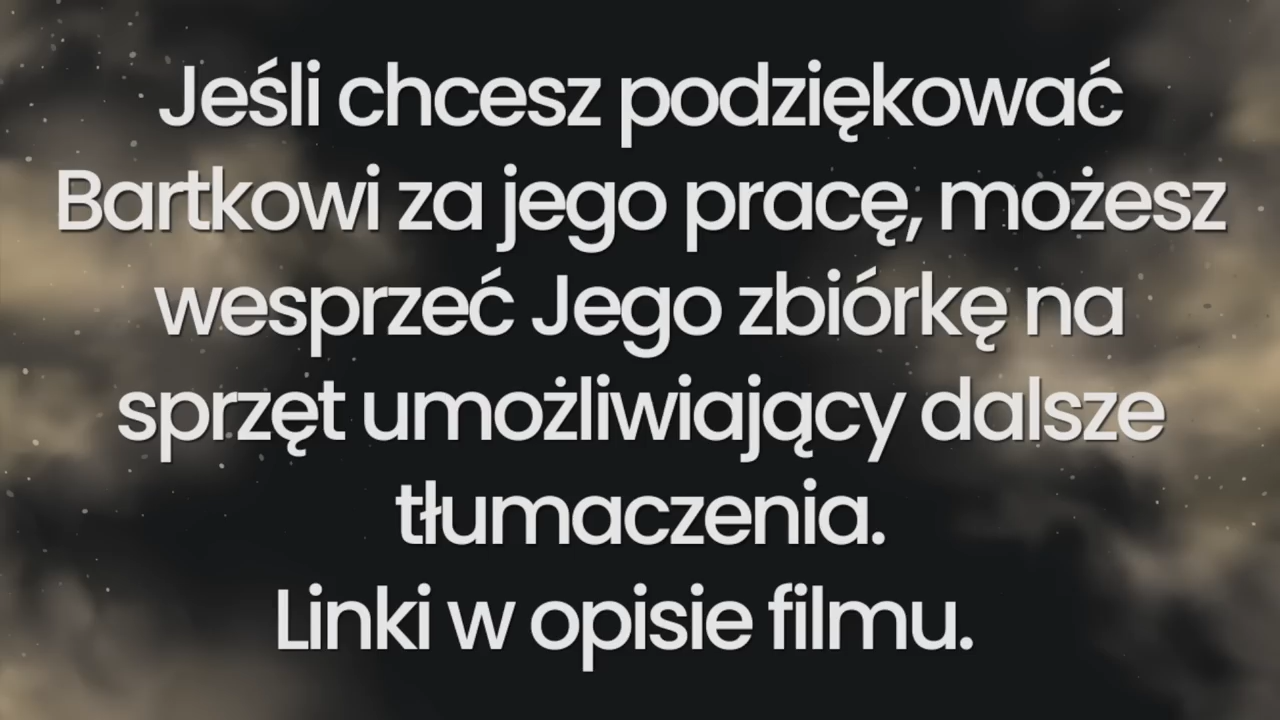 Jeśli chcesz podziękować
Bartkowi za jego pracę, możesz
wesprzeć Jego zbiórkę na
sprzęt umożliwiający dalsze
tłumaczenia.
Linki w opisie filmu.